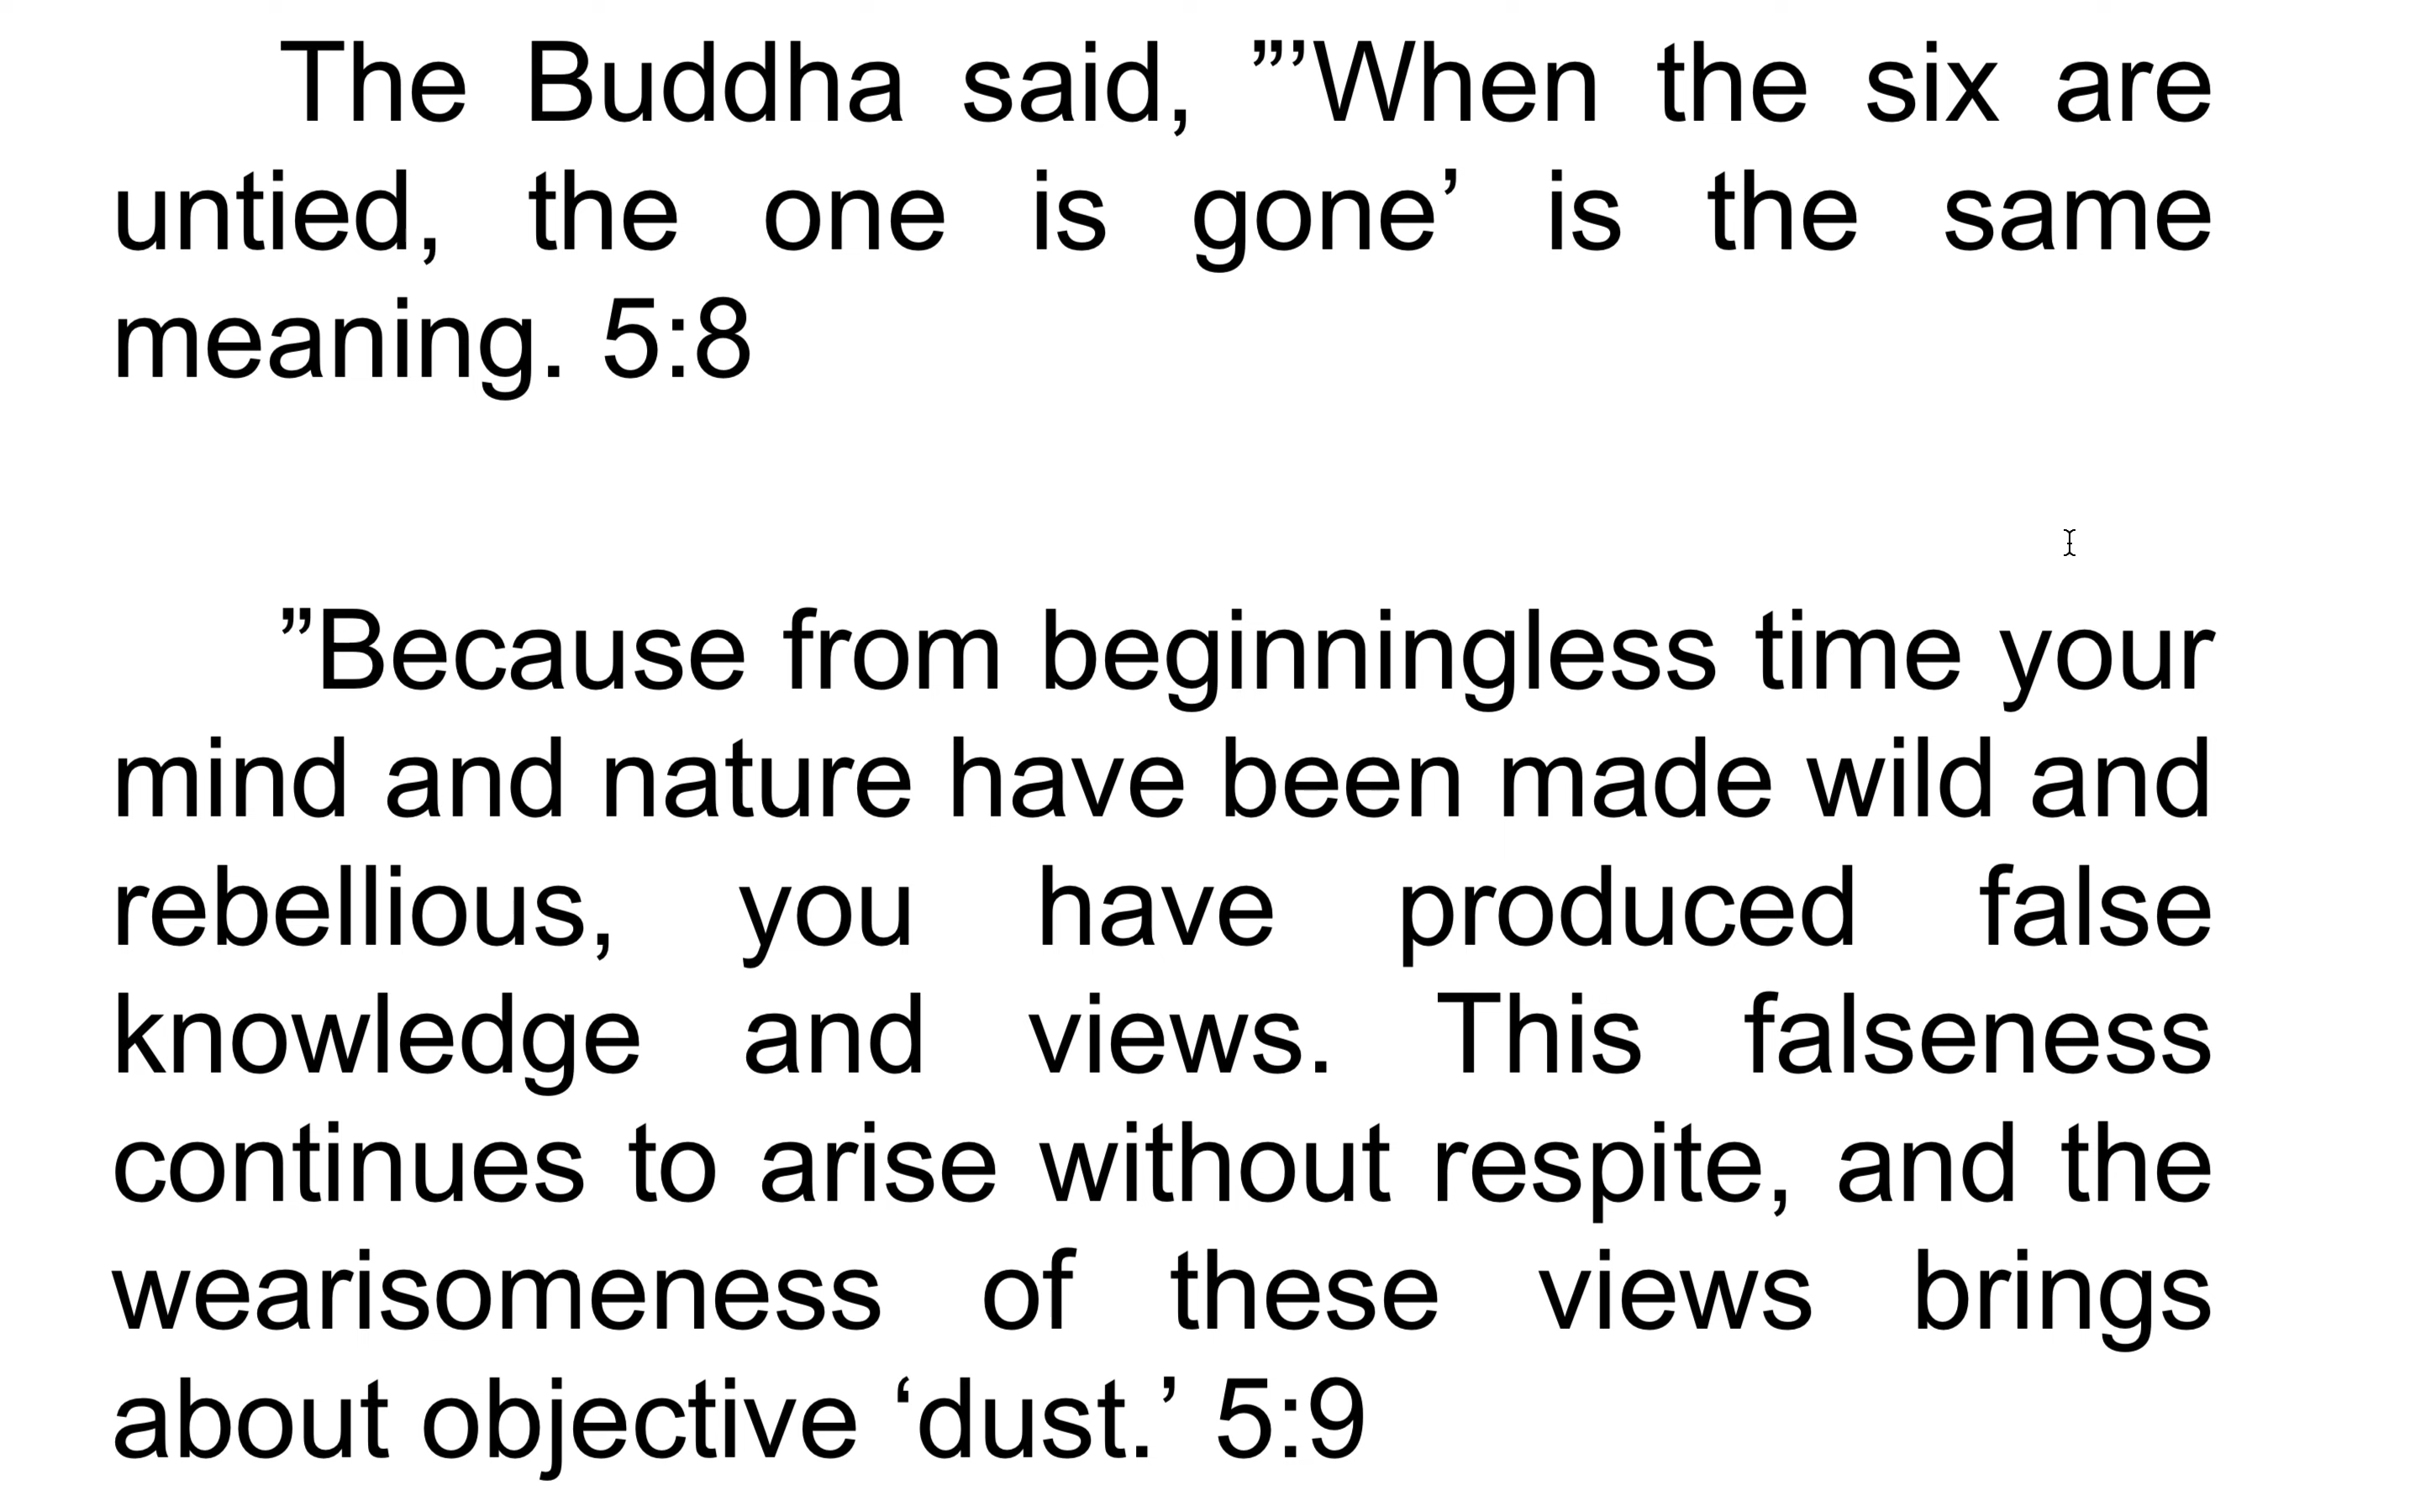 The Buddha said, ”’’When the six are
untied, the one is gone’ is the same
meaning. 5:8
”Because from beginningless time your
mind and nature have been made wild and
rebellious, you have produced false
knowledge and views. This falseness
continues to arise without respite, and the
wearisomeness of these views brings
about objective ‘dust.’ 5:9